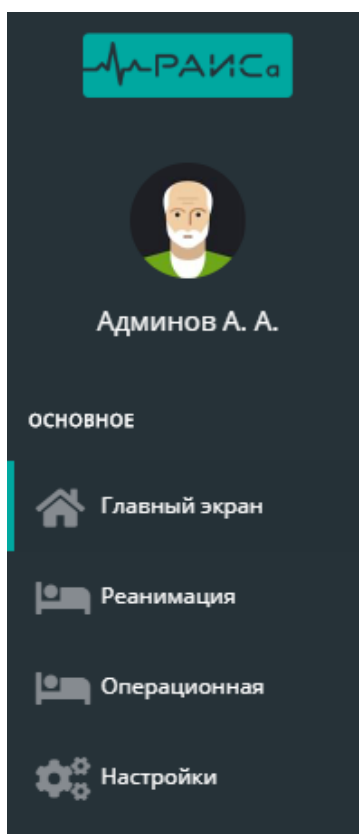 РАИСа
Админов А. А.
ОСНОВНОЕ
Главный экран
Реанимация
Операционная
Настройки